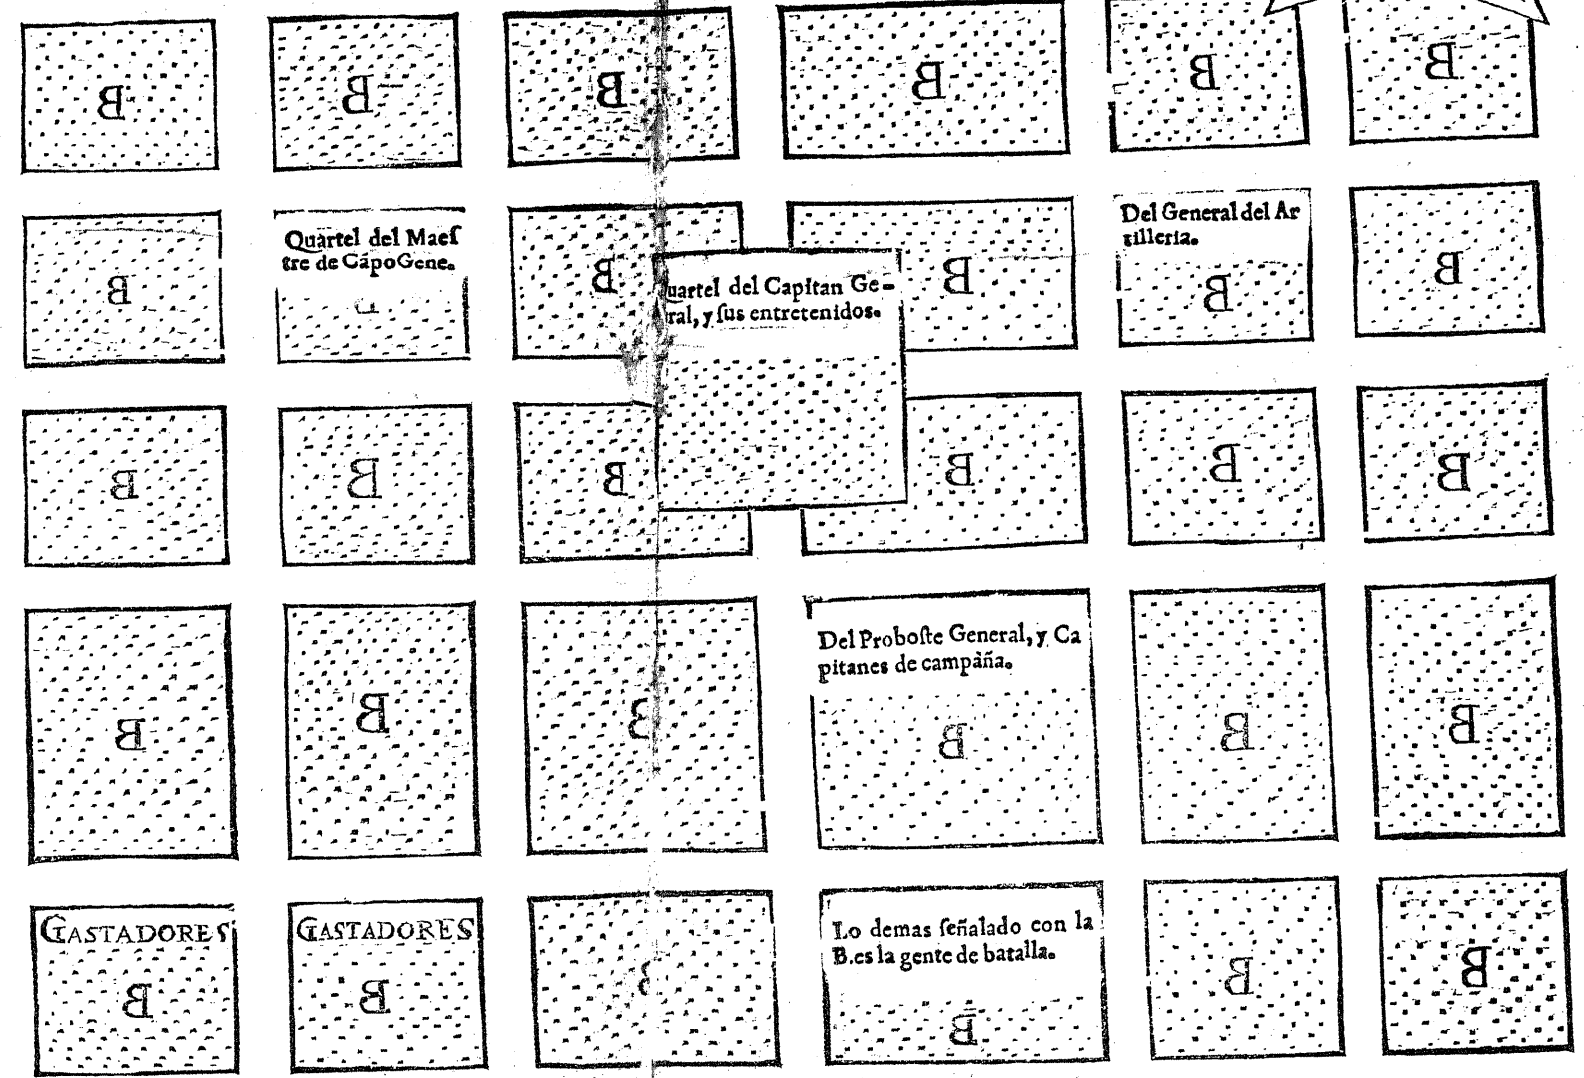 B B B B B B
B
Quartel del Maeſ
tre de CāpoGene.
B
uartel del Capitan Ge-
ral, y ſus entretenidos.
B
Del General del Ar
tilleria.
B
B
B B B B B B
B B
Del Proboſte General, y Ca
pitanes de campaña.
B
B B
GASTADORES
B
GASTADORES
B
Lo demas ſeñalado con la
B.es la gente de batalla.
B
B B